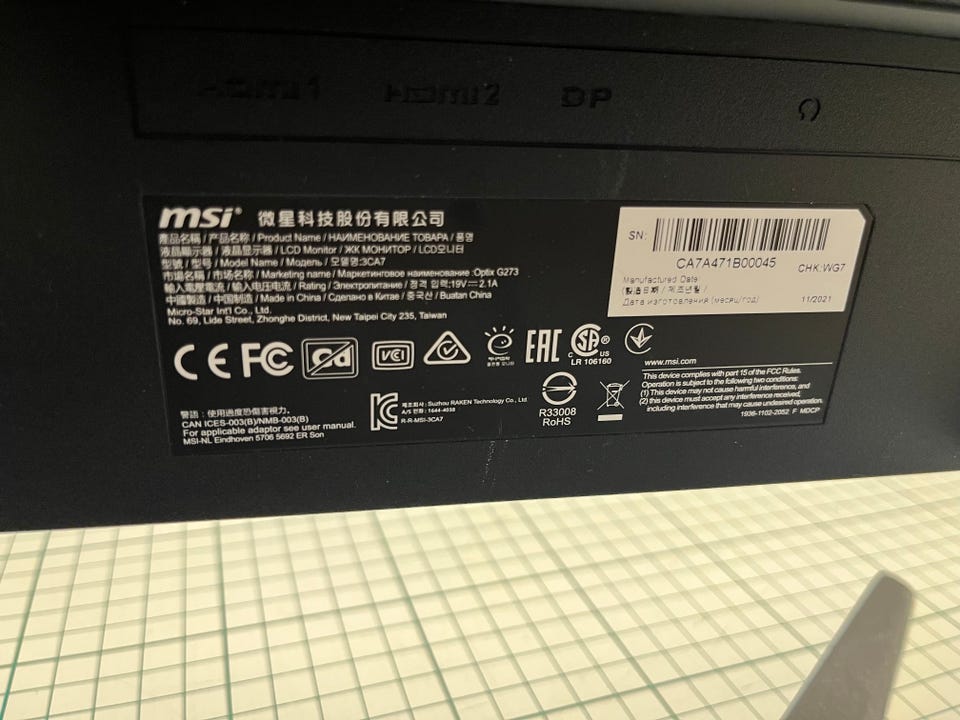 HDMI1 HDMI2 DP
msi 微星科技股份有限公司
產品名稱 / 产品名称 / Product Name / НАИМЕНОВАНИЕ ТОВАРА / 품명
液晶顯示器 / 液晶显示器 / LCD Monitor / ЖК МОНИТОР / LCD모니터
型號 / 型号 / Model Name / Модель / 모델명:3CA7
市場名稱 / 市场名称 / Marketing name / Маркетинговое наименование :Optix G273
輸入電壓電流 / 输入电压电流 / Rating / Электропитание / 정격 입력:19V⎓2.1A
中國製造 / 中国制造 / Made in China / Сделано в Китае / 중국산 / Buatan China
Micro-Star Int'l Co., Ltd.
No. 69, Lide Street, Zhonghe District, New Taipei City 235, Taiwan
SN:
CA7A471B00045
CHK:WG7
Manufactured Date
Дата изготовления (месяц/год) 11/2021
CE FC VCCI EAC
C SA ® US
LR 106160
www.msi.com
This device complies with part 15 of the FCC Rules.
Operation is subject to the following two conditions:
(1) This device may not cause harmful interference, and
(2) this device must accept any interference received,
including interference that may cause undesired operation.
1936-1102-2052 F MDCP
警語 : 使用過度恐傷害視力。
CAN ICES-003(B)/NMB-003(B)
For applicable adaptor see user manual.
MSI-NL Eindhoven 5706 5692 ER Son
제조회사: Suzhou RAKEN Technology Co., Ltd
A/S 번호: 1644-4038
R-R-MSI-3CA7
R33008
RoHS